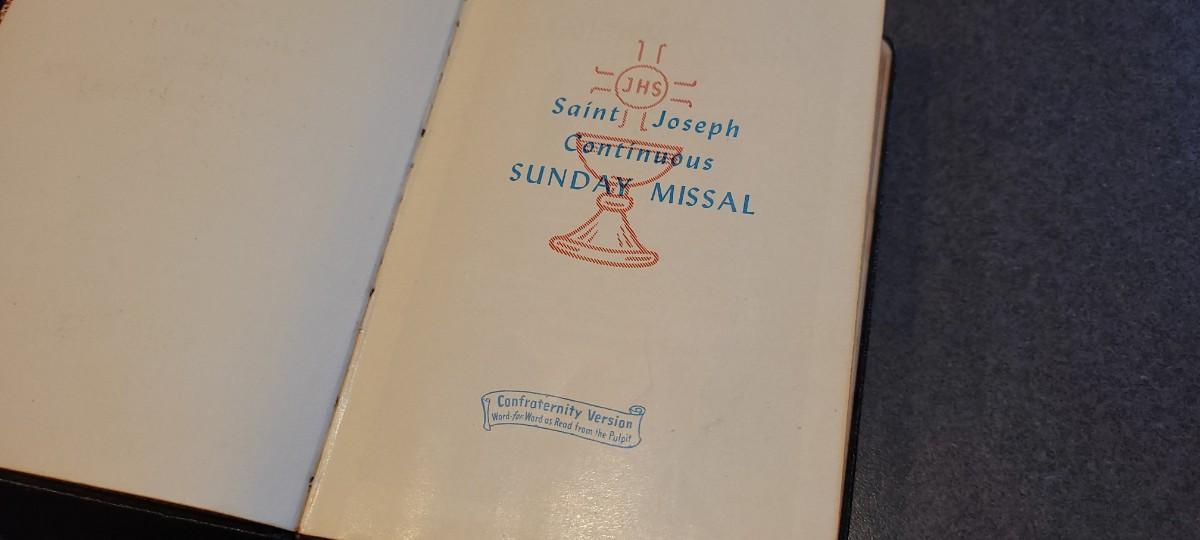 JHS
Saint Joseph
Continuous
SUNDAY MISSAL
Confraternity Version
Word-for-Word as Read from the Pulpit